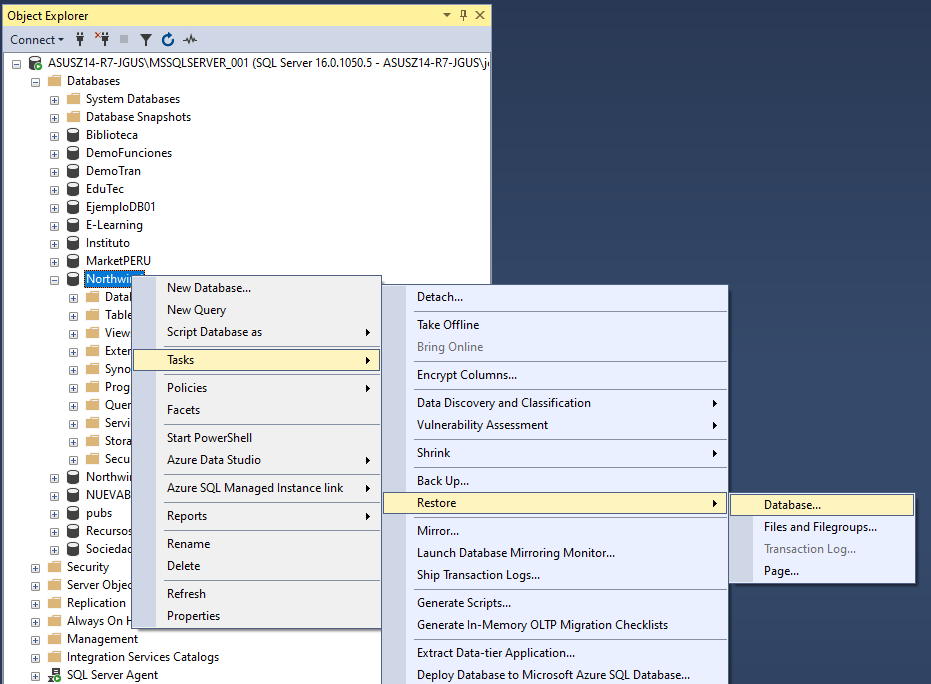 Object Explorer
Connect
ASUSZ14-R7-JGUS\MSSQLSERVER_001 (SQL Server 16.0.1050.5 - ASUSZ14-R7-JGUS\j
Databases
System Databases
Database Snapshots
Biblioteca
DemoFunciones
DemoTran
EduTec
EjemploDB01
E-Learning
Instituto
MarketPERU
Northwin
Datab
Table
View
Exter
Syno
Prog
Quer
Servi
Stora
Secu
Northwin
NUEVAB
pubs
Recursos
Sociedad
Security
Server Objec
Replication
Always On H
Management
Integration Services Catalogs
SQL Server Agent
New Database...
New Query
Script Database as
Tasks
Policies
Facets
Start PowerShell
Azure Data Studio
Azure SQL Managed Instance link
Reports
Rename
Delete
Refresh
Properties
Detach...
Take Offline
Bring Online
Encrypt Columns...
Data Discovery and Classification
Vulnerability Assessment
Shrink
Back Up...
Restore
Mirror...
Launch Database Mirroring Monitor...
Ship Transaction Logs...
Generate Scripts...
Generate In-Memory OLTP Migration Checklists
Extract Data-tier Application...
Deploy Database to Microsoft Azure SQL Database...
Database...
Files and Filegroups...
Transaction Log...
Page...